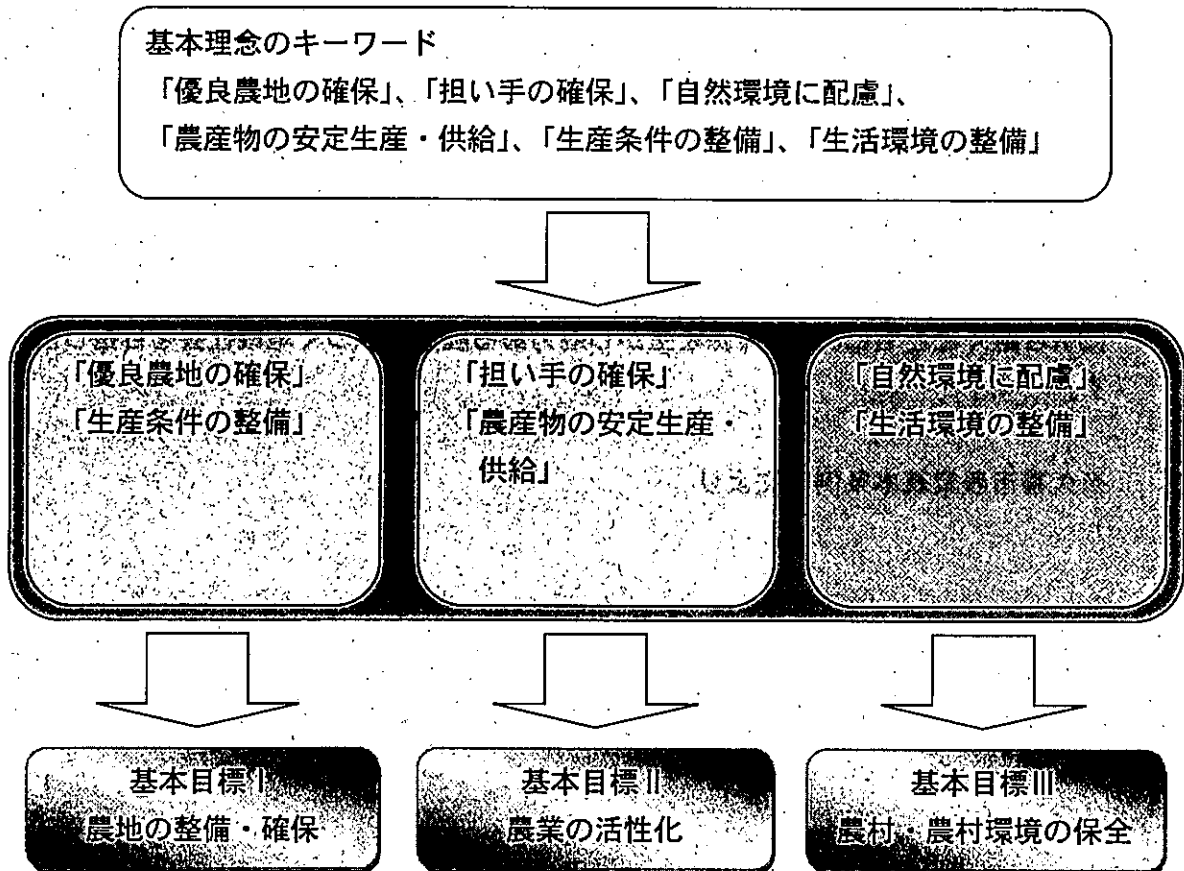 基本理念のキーワード
「優良農地の確保」、「担い手の確保」、「自然環境に配慮」、
「農産物の安定生産・供給」、「生産条件の整備」、「生活環境の整備」
「優良農地の確保」
「生産条件の整備」
「担い手の確保」
「農産物の安定生産・
供給」
「自然環境に配慮」
「生活環境の整備」
基本目標Ⅰ
農地の整備・確保
基本目標Ⅱ
農業の活性化
基本目標Ⅲ
農村・農村環境の保全